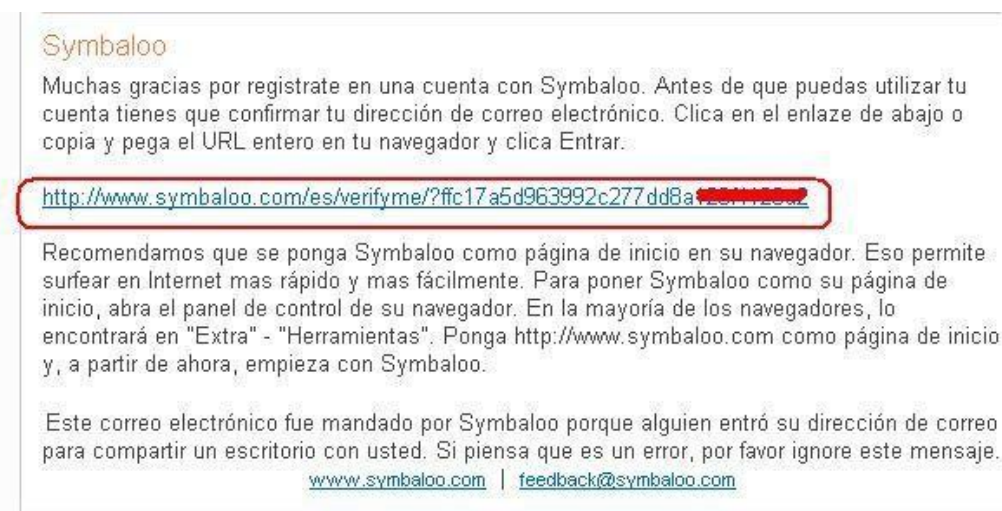 Symbaloo
Muchas gracias por registrate en una cuenta con Symbaloo. Antes de que puedas utilizar tu
cuenta tienes que confirmar tu dirección de correo electrónico. Clica en el enlace de abajo o
copia y pega el URL entero en tu navegador y clica Entrar.
http://www.symbaloo.com/es/verifyme/?ffc17a5d963992c277dd8a
Recomendamos que se ponga Symbaloo como página de inicio en su navegador. Eso permite
surfear en Internet mas rápido y mas fácilmente. Para poner Symbaloo como su página de
inicio, abra el panel de control de su navegador. En la mayoría de los navegadores, lo
encontrará en "Extra" - "Herramientas". Ponga http://www.symbaloo.com como página de inicio
y, a partir de ahora, empieza con Symbaloo.
Este correo electrónico fue mandado por Symbaloo porque alguien entró su dirección de correo
para compartir un escritorio con usted. Si piensa que es un error, por favor ignore este mensaje.
www.symbaloo.com | feedback@symbaloo.com